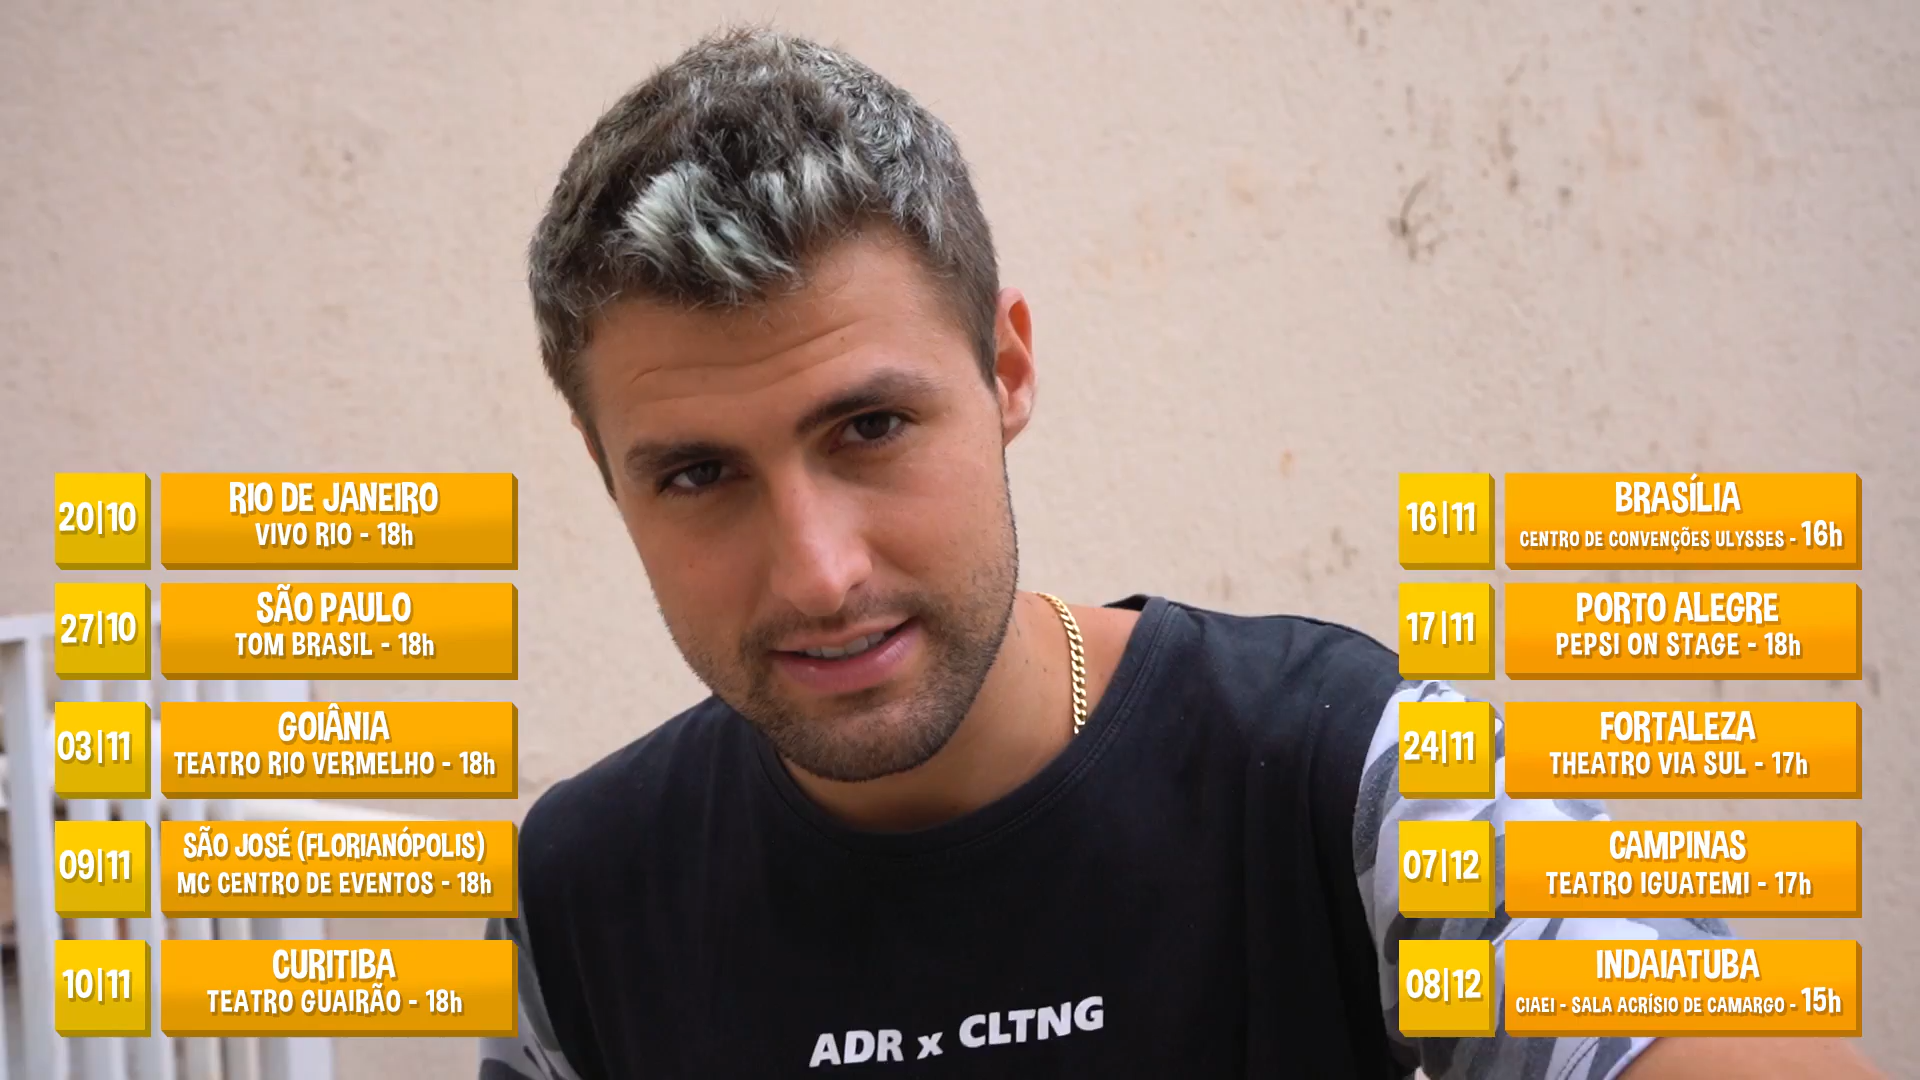 20|10
RIO DE JANEIRO
VIVO RIO - 18h
27|10
SÃO PAULO
TOM BRASIL - 18h
03|11
GOIÂNIA
TEATRO RIO VERMELHO - 18h
09|11
SÃO JOSÉ (FLORIANÓPOLIS)
MC CENTRO DE EVENTOS - 18h
10|11
CURITIBA
TEATRO GUAIRÃO - 18h
16|11
BRASÍLIA
CENTRO DE CONVENÇÕES ULYSSES - 16h
17|11
PORTO ALEGRE
PEPSI ON STAGE - 18h
24|11
FORTALEZA
THEATRO VIA SUL - 17h
07|12
CAMPINAS
TEATRO IGUATEMI - 17h
08|12
INDAIATUBA
CIAEI - SALA ACRÍSIO DE CAMARGO - 15h
ADR x CLTNG